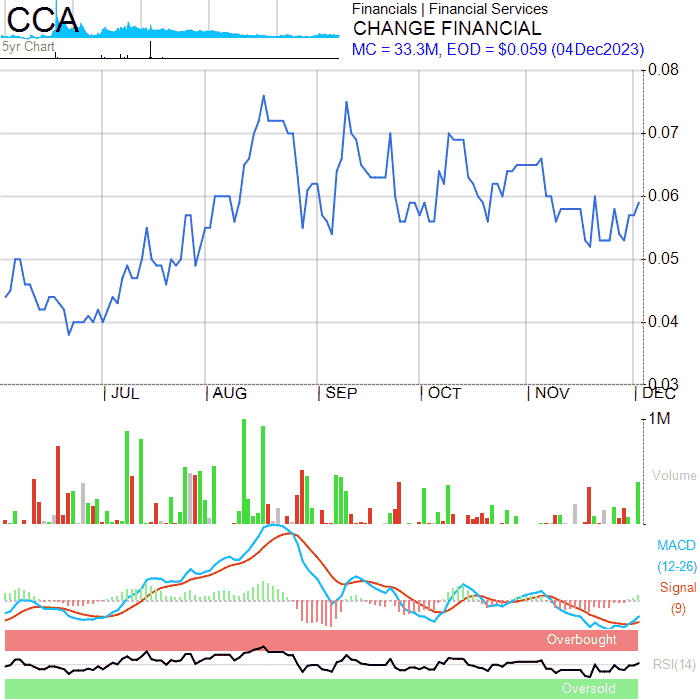 CCA
5yr Chart
Financials | Financial Services
CHANGE FINANCIAL
MC = 33.3M, EOD = $0.059 (04Dec2023)
0.08
0.07
0.06
0.05
0.04
0.03
JUL AUG SEP OCT NOV DEC
1M
Volume
MACD
(12-26)
Signal
(9)
Overbought
RSI(14)
Oversold